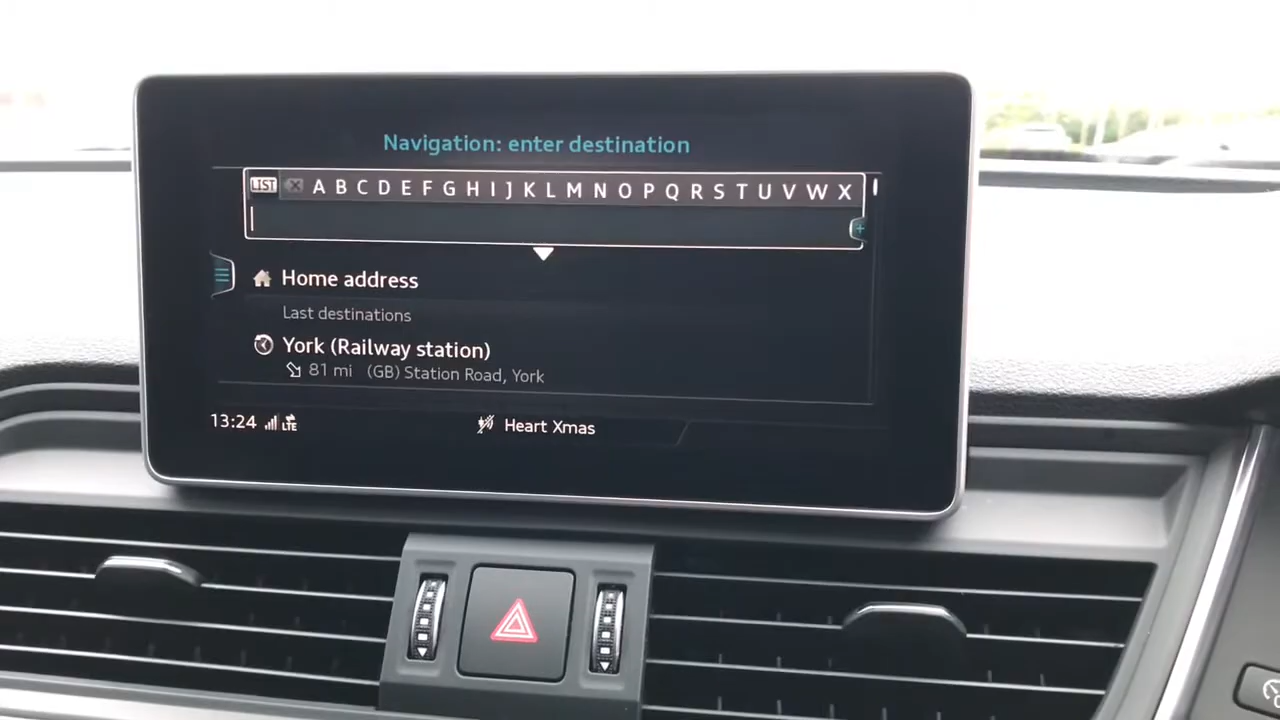 Navigation: enter destination
LIST A B C D E F G H I J K L M N O P Q R S T U V W X
Home address
Last destinations
York (Railway station)
81 mi (GB) Station Road, York
13:24 LTE Heart Xmas